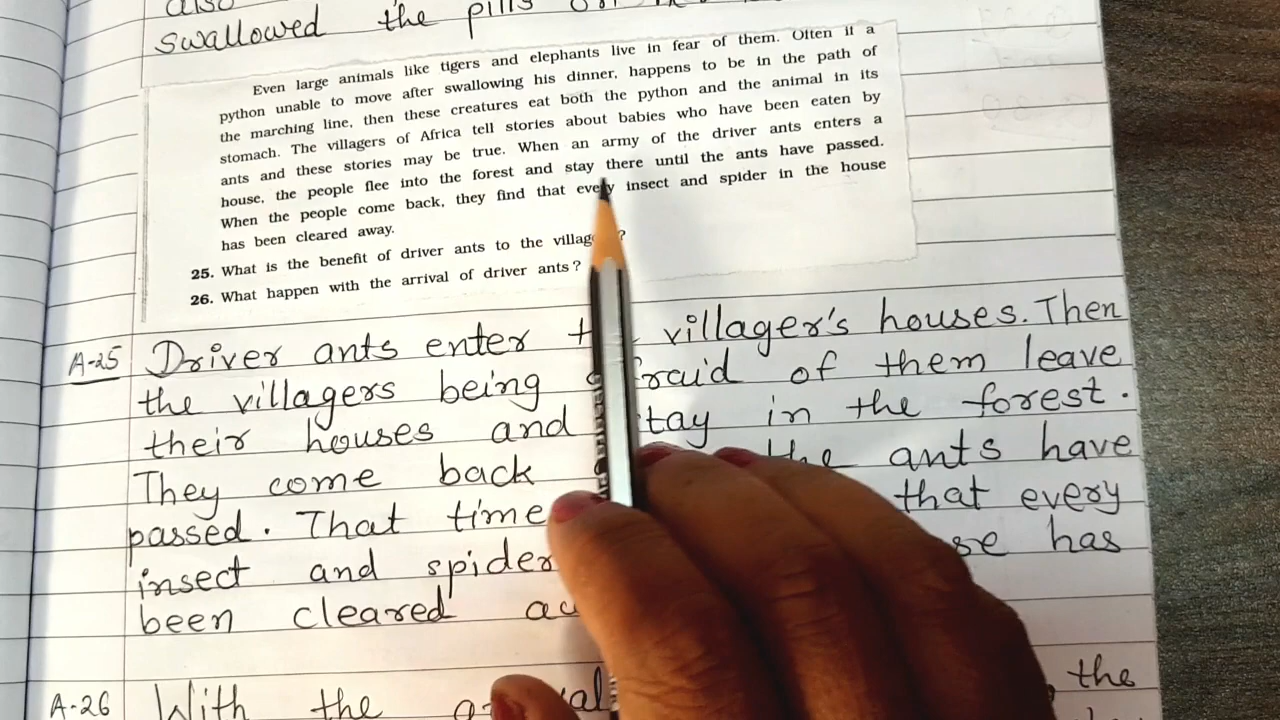 also
swallowed the pills
Even large animals like tigers and elephants live in fear of them. Often if a
python unable to move after swallowing his dinner, happens to be in the path of
the marching line, then these creatures eat both the python and the animal in its
stomach. The villagers of Africa tell stories about babies who have been eaten by
ants and these stories may be true. When an army of the driver ants enters a
house, the people flee into the forest and stay there until the ants have passed.
When the people come back, they find that every insect and spider in the house
has been cleared away.
25. What is the benefit of driver ants to the ?
26. What happen with the arrival of driver ants?
A-25 Driver ants enter villager's houses. Then
the villagers being of them leave
their houses and in the forest.
They come back the ants have
passed. That time that every
insect and spider has
been cleared
A-26 With the the